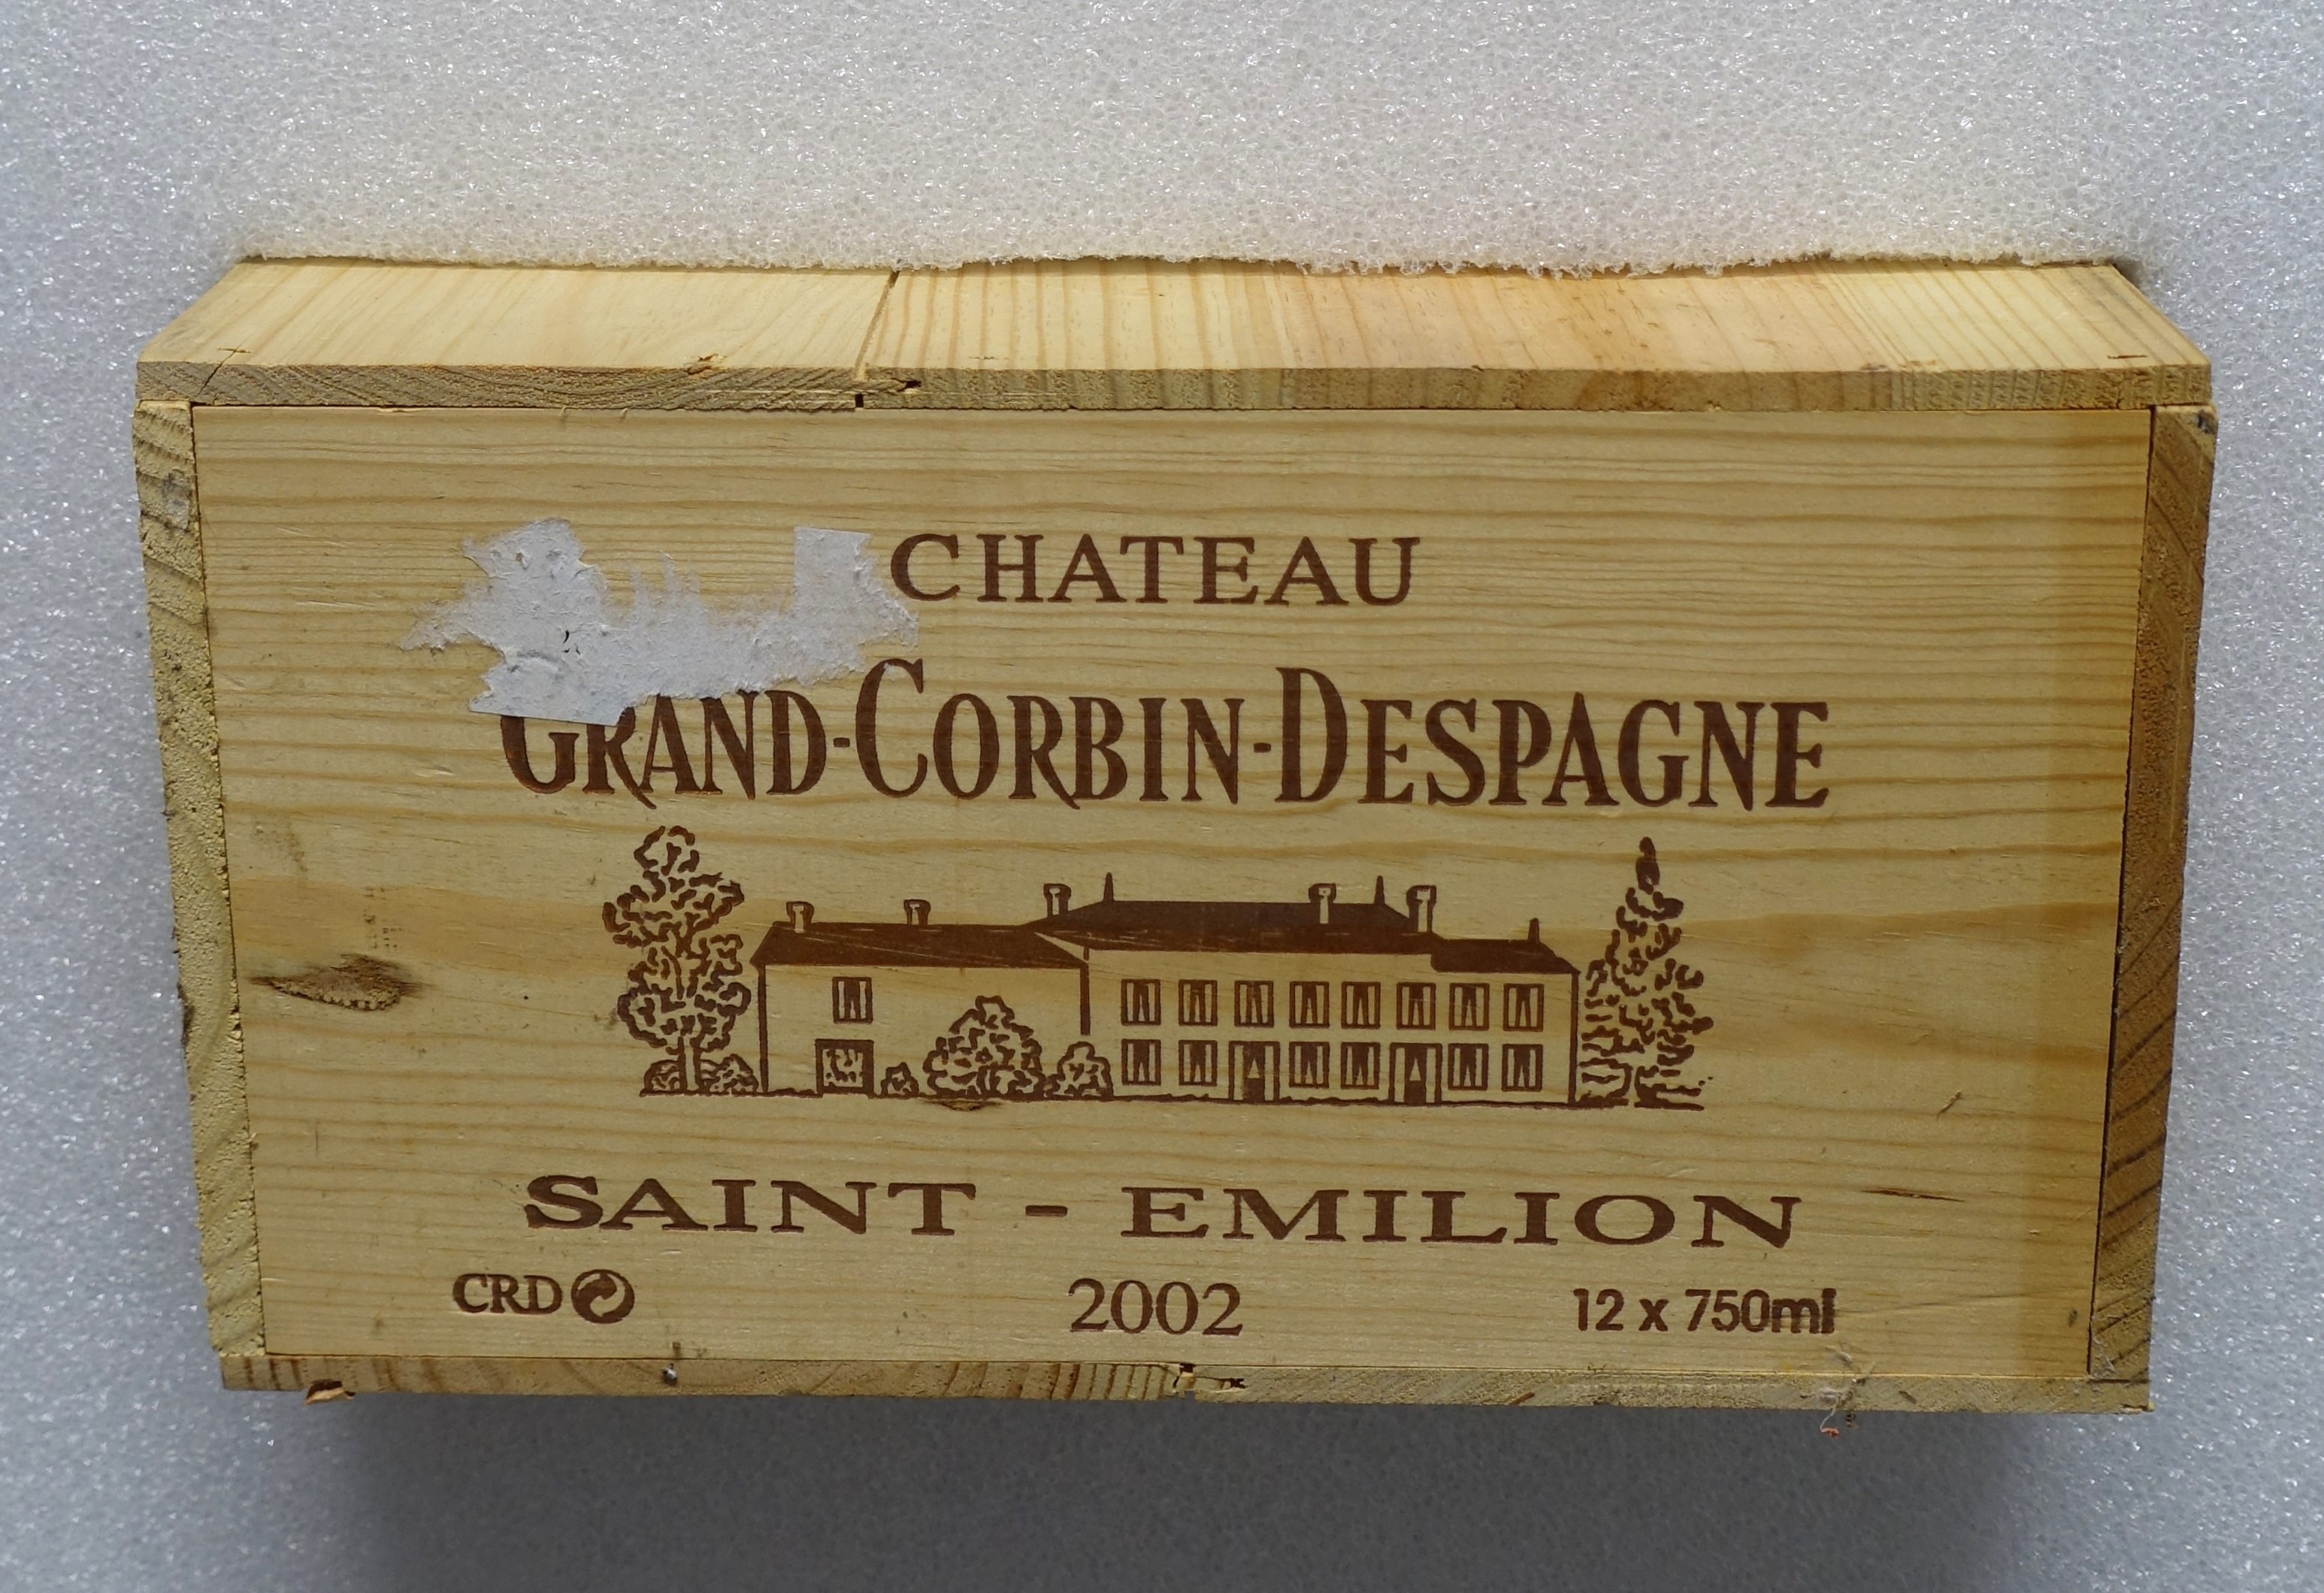 CHATEAU
GRAND-CORBIN-DESPAGNE
SAINT - EMILION
CRD 2002 12 x 750ml